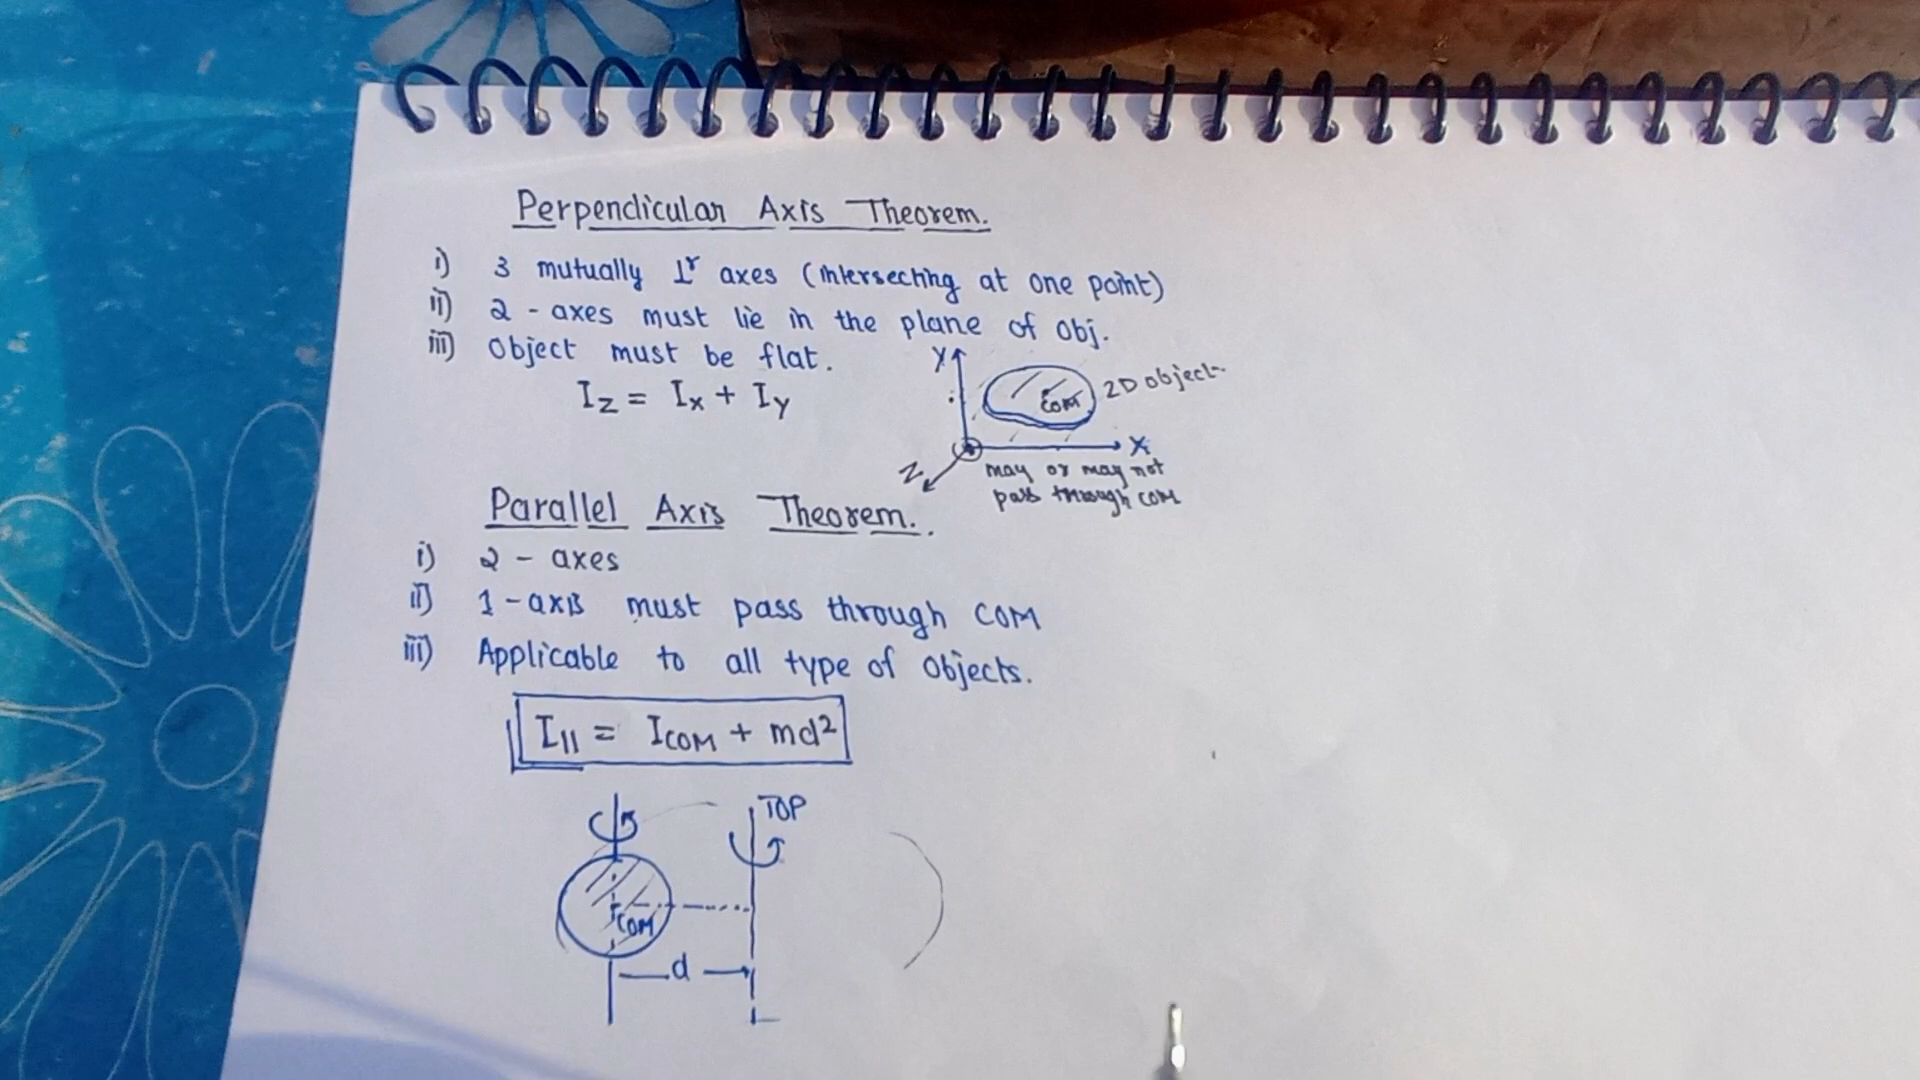 Perpendicular Axis Theorem.
i) 3 mutually ⊥r axes (intersecting at one point)
ii) 2 - axes must lie in the plane of Obj.
iii) Object must be flat.
Iz = Ix + Iy
Y
COM
2D object
X
Z
may or may not
pass through COM
Parallel Axis Theorem.
i) 2 - axes
ii) 1 - axis must pass through COM
iii) Applicable to all type of Objects.
I|| = ICOM + md²
TOP
COM
d